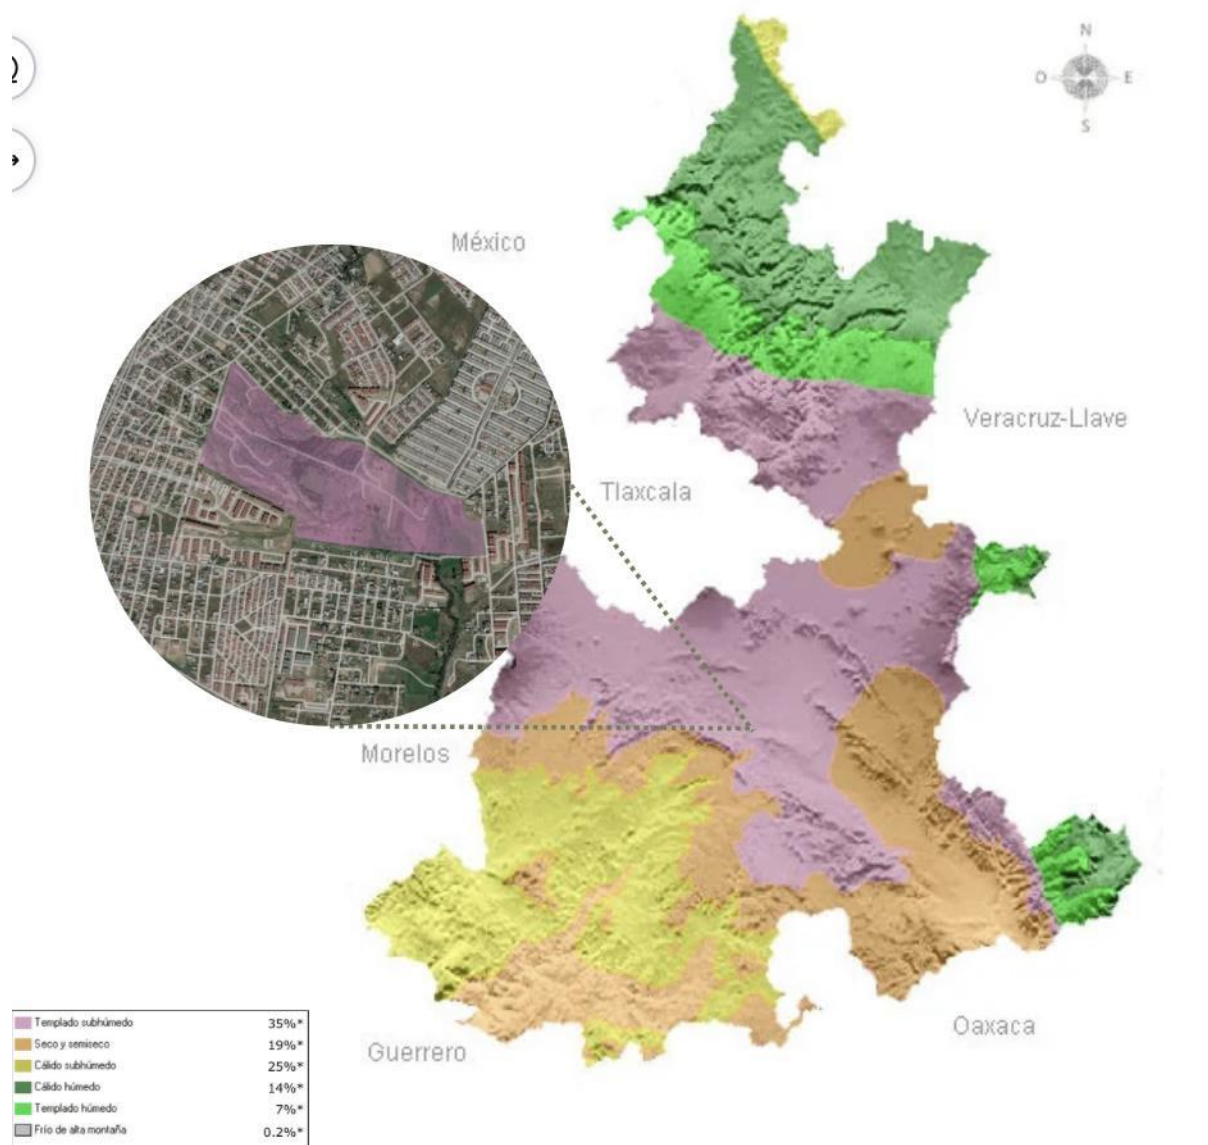 N
O
E
S
México
Veracruz-Llave
Tlaxcala
Morelos
Oaxaca
Guerrero
Templado subhúmedo 35%*
Seco y semiseco 19%*
Cálido subhúmedo 25%*
Cálido húmedo 14%*
Templado húmedo 7%*
Frío de alta montaña 0.2%*